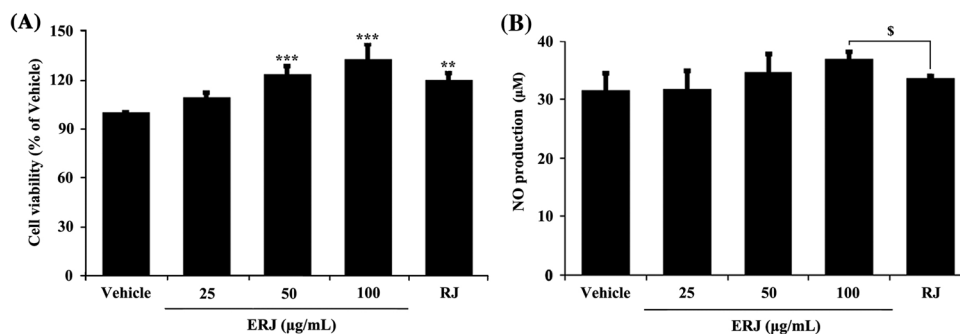 (A)
Cell viability (% of Vehicle)
150
120
90
60
30
0
***
***
**
Vehicle 25 50 100 RJ
ERJ (μg/mL)
(B)
NO production (μM)
40
30
20
10
0
$
Vehicle 25 50 100 RJ
ERJ (μg/mL)